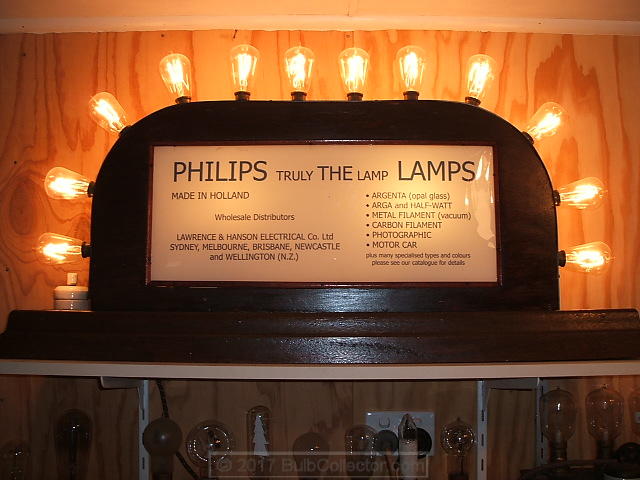 PHILIPS TRULY THE LAMP LAMPS
MADE IN HOLLAND
Wholesale Distributors
LAWRENCE & HANSON ELECTRICAL Co. Ltd
SYDNEY, MELBOURNE, BRISBANE, NEWCASTLE
and WELLINGTON (N.Z.)
• ARGENTA (opal glass)
• ARGA and HALF-WATT
• METAL FILAMENT (vacuum)
• CARBON FILAMENT
• PHOTOGRAPHIC
• MOTOR CAR
plus many specialised types and colours
please see our catalogue for details
© 2017 BulbCollector.com